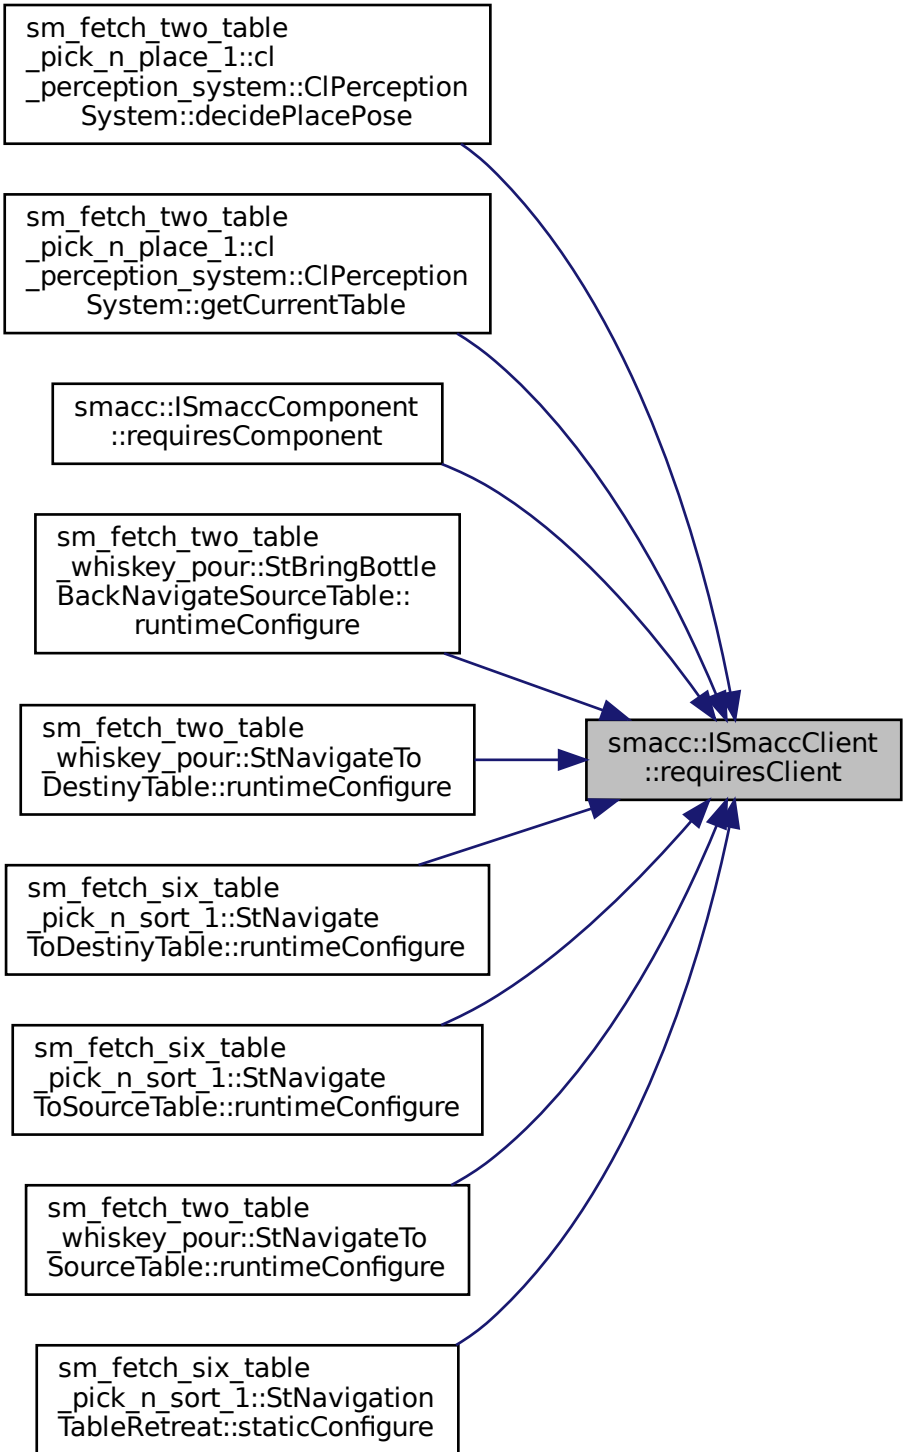 sm_fetch_two_table
_pick_n_place_1::cl
_perception_system::ClPerception
System::decidePlacePose
sm_fetch_two_table
_pick_n_place_1::cl
_perception_system::ClPerception
System::getCurrentTable
smacc::ISmaccComponent
::requiresComponent
sm_fetch_two_table
_whiskey_pour::StBringBottle
BackNavigateSourceTable::
runtimeConfigure
sm_fetch_two_table
_whiskey_pour::StNavigateTo
DestinyTable::runtimeConfigure
smacc::ISmaccClient
::requiresClient
sm_fetch_six_table
_pick_n_sort_1::StNavigate
ToDestinyTable::runtimeConfigure
sm_fetch_six_table
_pick_n_sort_1::StNavigate
ToSourceTable::runtimeConfigure
sm_fetch_two_table
_whiskey_pour::StNavigateTo
SourceTable::runtimeConfigure
sm_fetch_six_table
_pick_n_sort_1::StNavigation
TableRetreat::staticConfigure